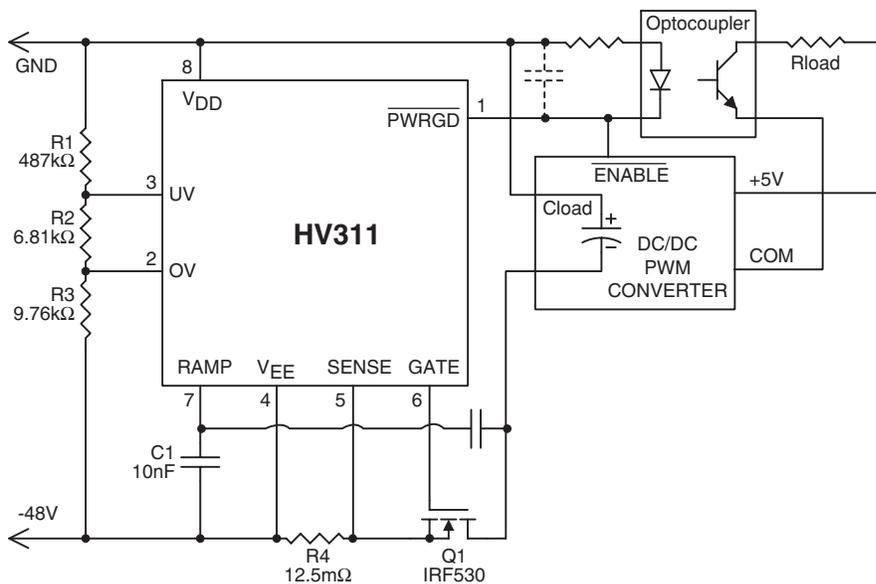 Optocoupler
GND
8
VDD
1
PWRGD
Rload
R1
487kΩ
3
UV
ENABLE
+5V
R2
6.81kΩ
HV311
Cload
+
−
DC/DC
PWM
CONVERTER
COM
2
OV
R3
9.76kΩ
RAMP
VEE
SENSE
GATE
7
4
5
6
C1
10nF
-48V
R4
12.5mΩ
Q1
IRF530